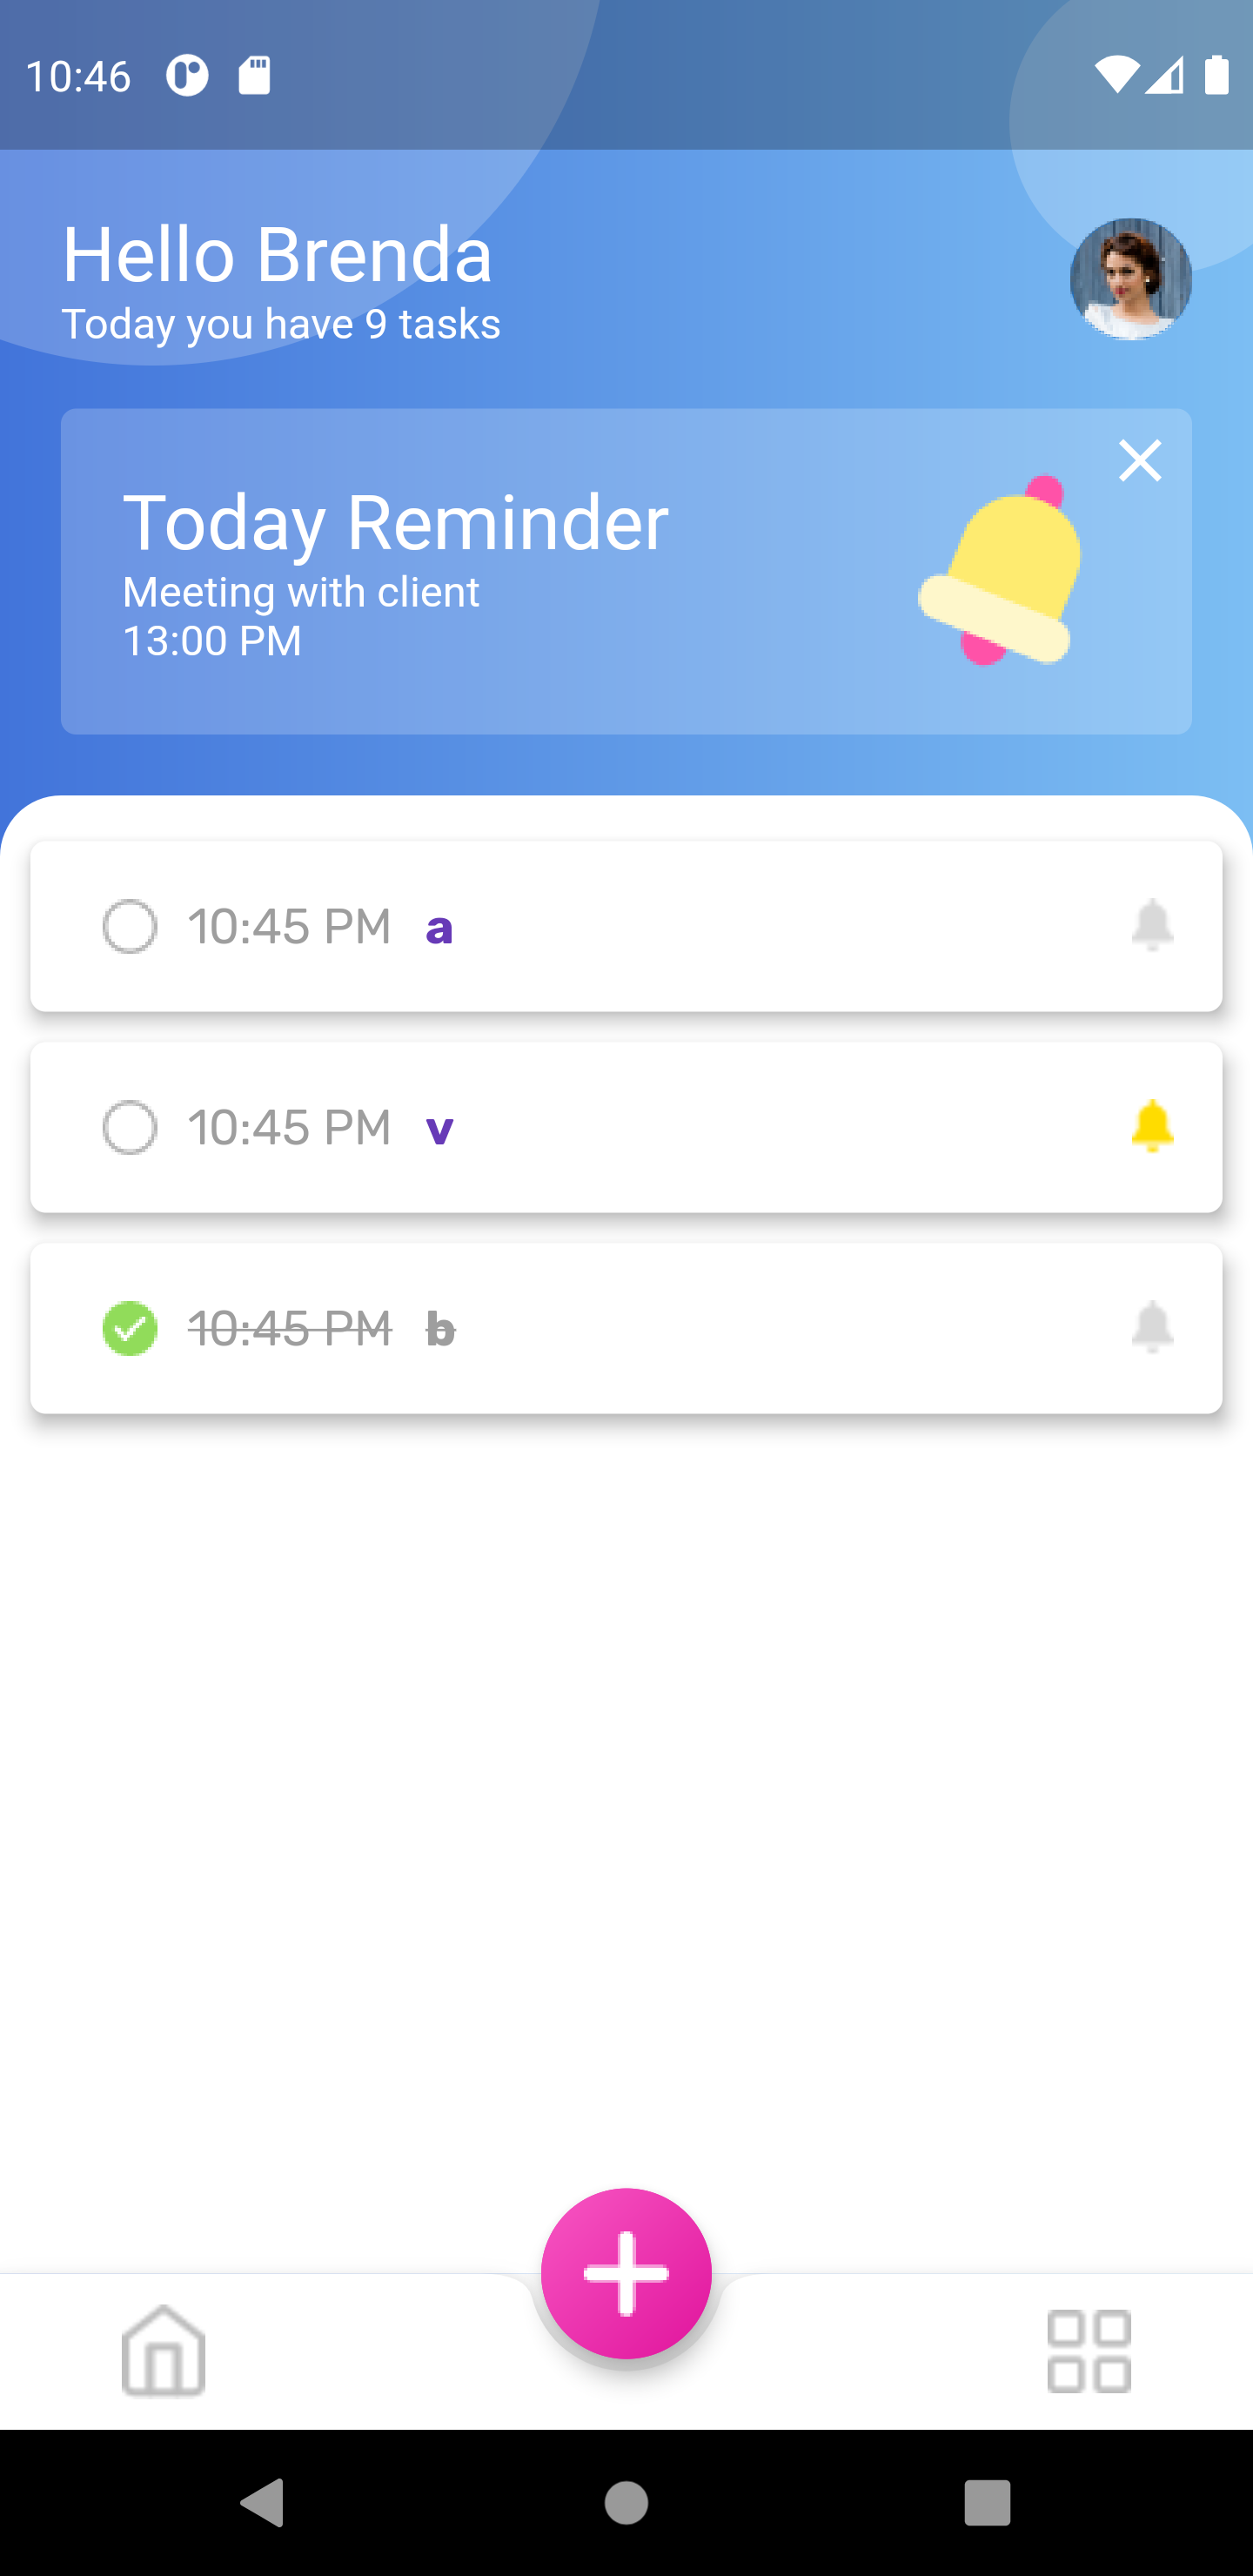 10:46
Hello Brenda
Today you have 9 tasks
Today Reminder
Meeting with client
13:00 PM
10:45 PM a
10:45 PM v
10:45 PM b